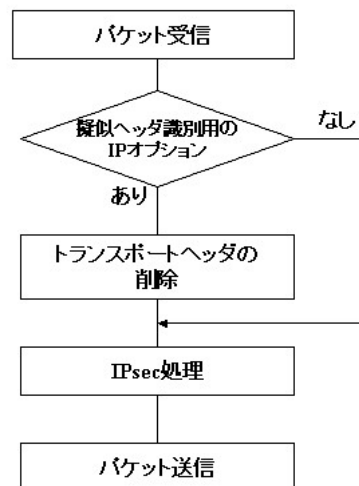 パケット受信
擬似ヘッダ識別用の
IPオプション
なし
あり
トランスポートヘッダの
削除
IPsec処理
パケット送信